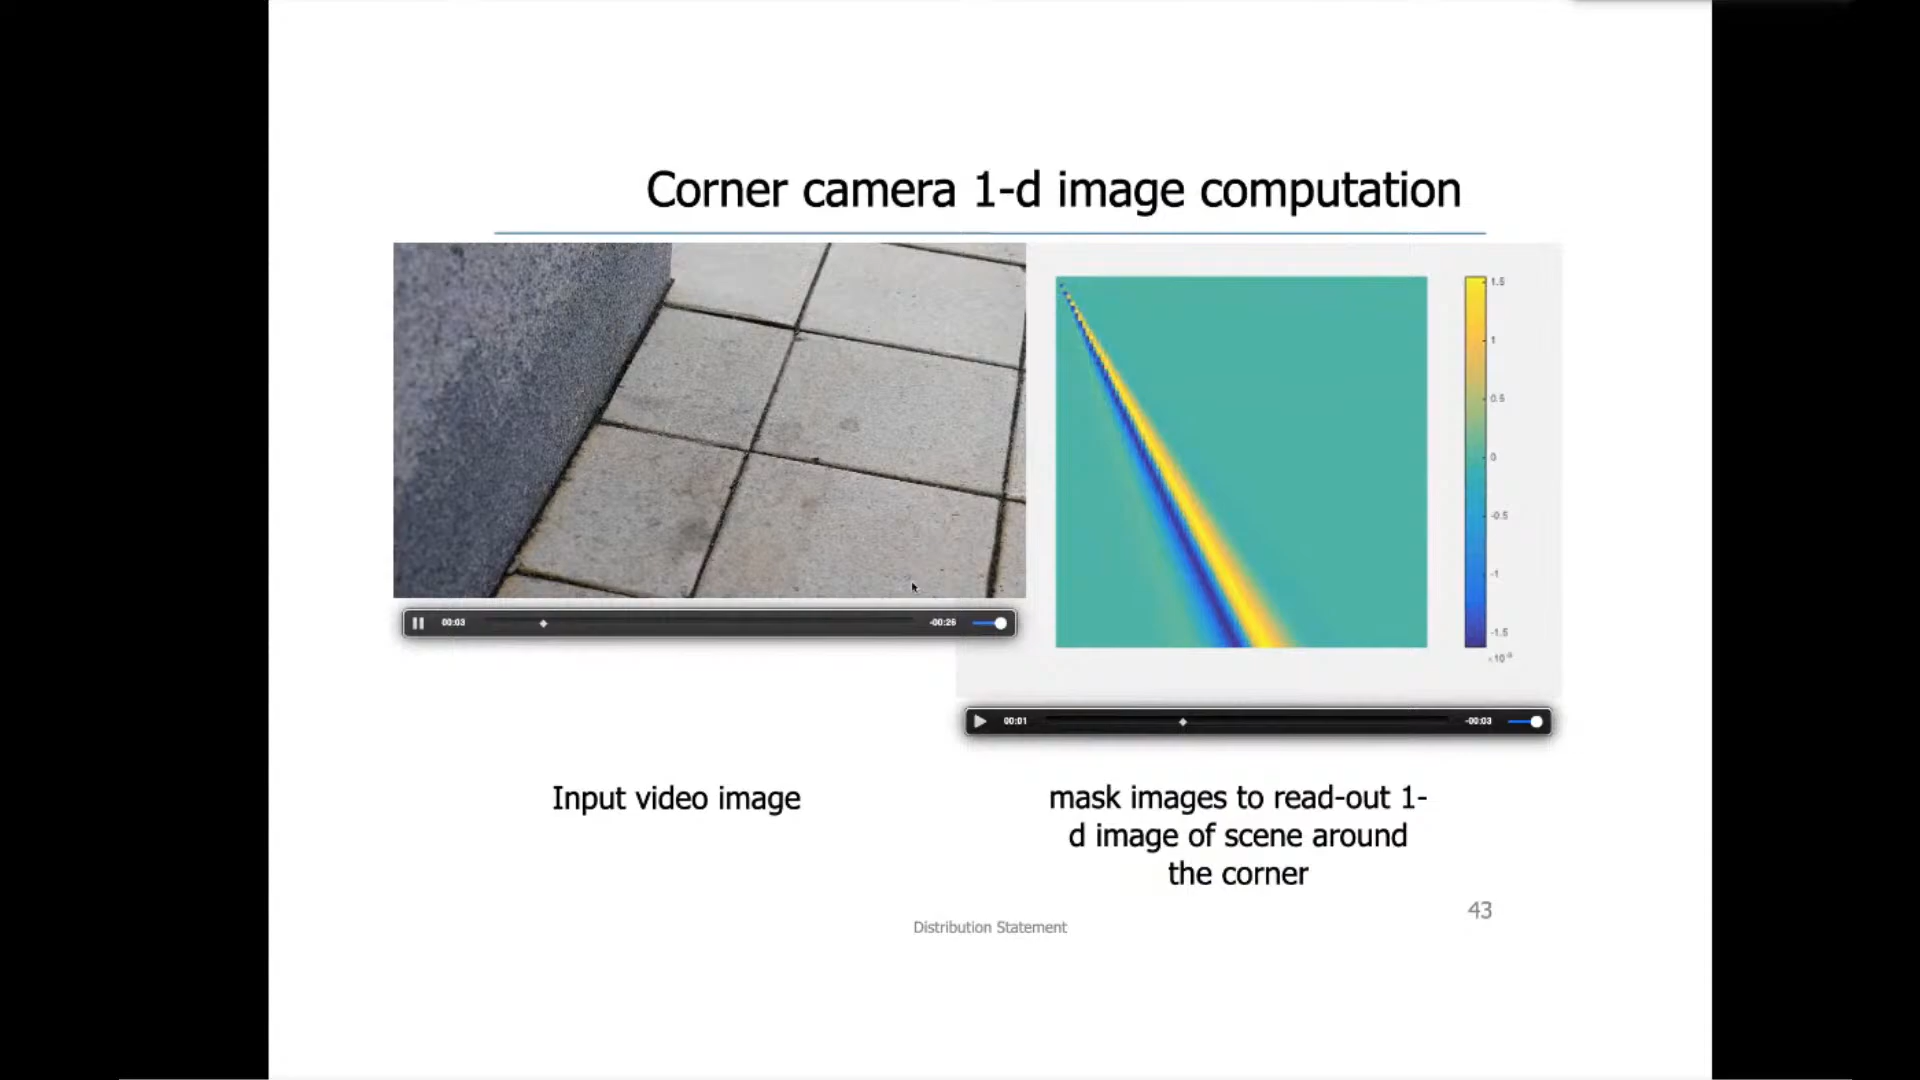 Corner camera 1-d image computation
1.5
1
0.5
0
-0.5
-1
-1.5
00:03
-00:26
00:01
-00:03
Input video image
mask images to read-out 1-
d image of scene around
the corner
43
Distribution Statement